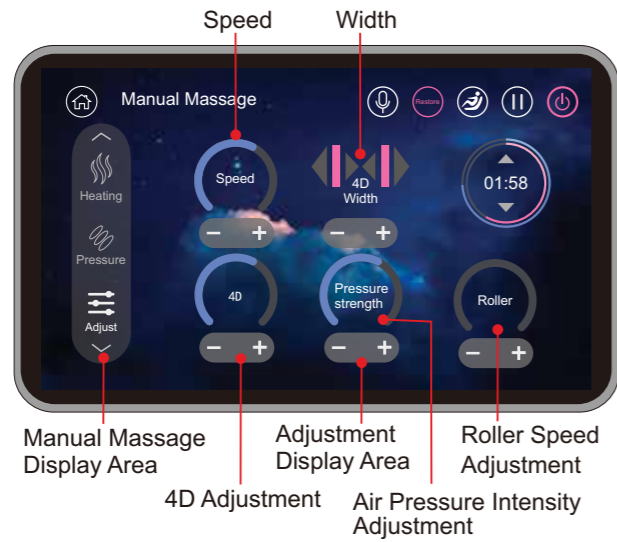 Speed
Width
Manual Massage
Restore
Heating
Speed
4D
Width
01:58
− +
− +
Pressure
4D
Pressure
strength
Roller
Adjust
− +
− +
− +
Manual Massage
Display Area
Adjustment
Display Area
Roller Speed
Adjustment
4D Adjustment
Air Pressure Intensity
Adjustment